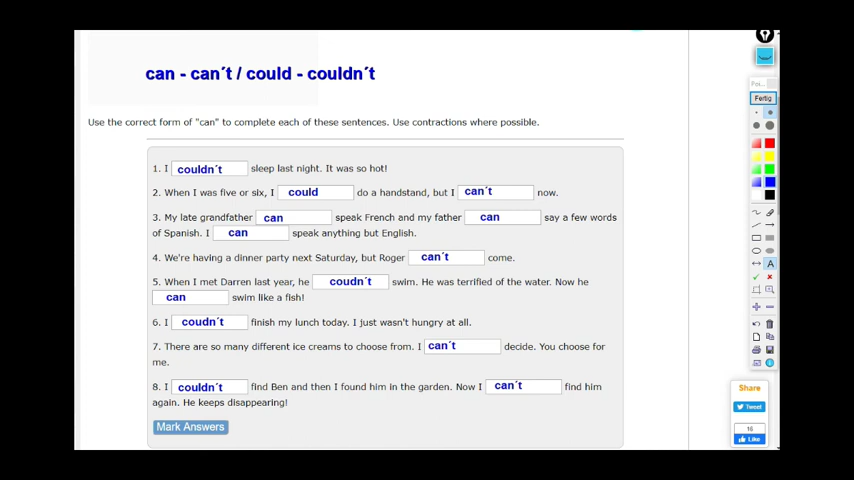 can - can´t / could - couldn´t
Use the correct form of "can" to complete each of these sentences. Use contractions where possible.
1. I couldn´t sleep last night. It was so hot!
2. When I was five or six, I could do a handstand, but I can´t now.
3. My late grandfather can speak French and my father can say a few words
of Spanish. I can speak anything but English.
4. We're having a dinner party next Saturday, but Roger can´t come.
5. When I met Darren last year, he coudn´t swim. He was terrified of the water. Now he
can swim like a fish!
6. I coudn´t finish my lunch today. I just wasn't hungry at all.
7. There are so many different ice creams to choose from. I can´t decide. You choose for
me.
8. I couldn´t find Ben and then I found him in the garden. Now I can´t find him
again. He keeps disappearing!
Mark Answers
Fertig
A
Share
Tweet
16
Like